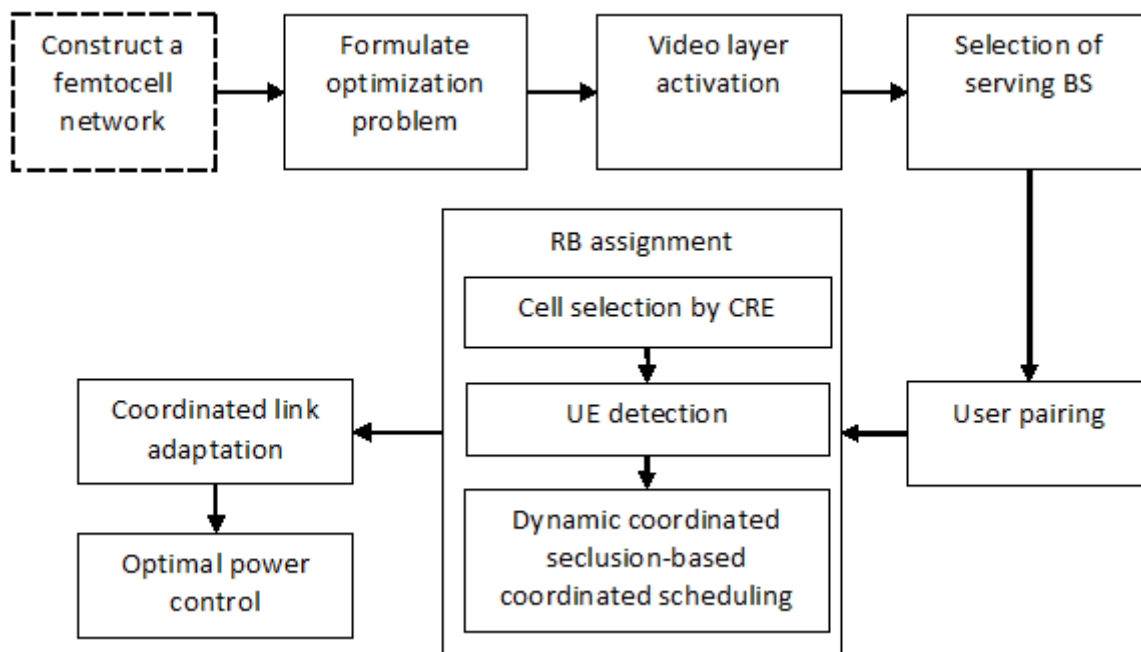 Construct a
femtocell
network
Formulate
optimization
problem
Video layer
activation
Selection of
serving BS
RB assignment
Cell selection by CRE
UE detection
Dynamic coordinated
seclusion-based
coordinated scheduling
User pairing
Coordinated link
adaptation
Optimal power
control